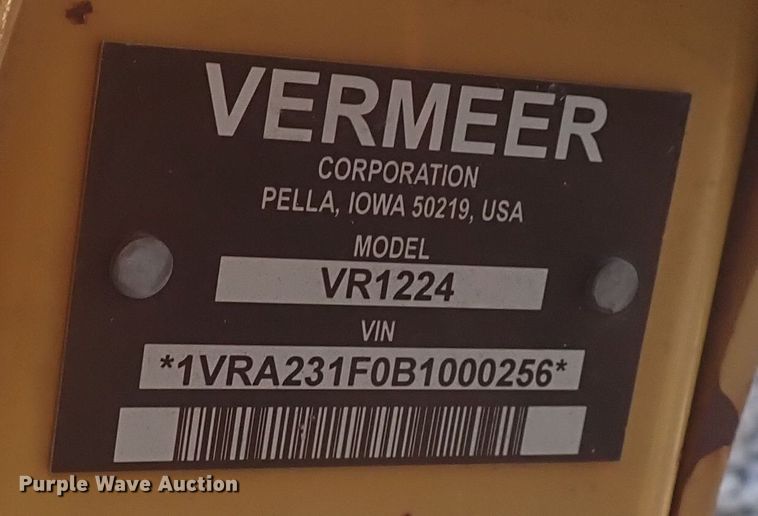 VERMEER
CORPORATION
PELLA, IOWA 50219, USA
MODEL
VR1224
VIN
*1VRA231F0B1000256*
Purple Wave Auction